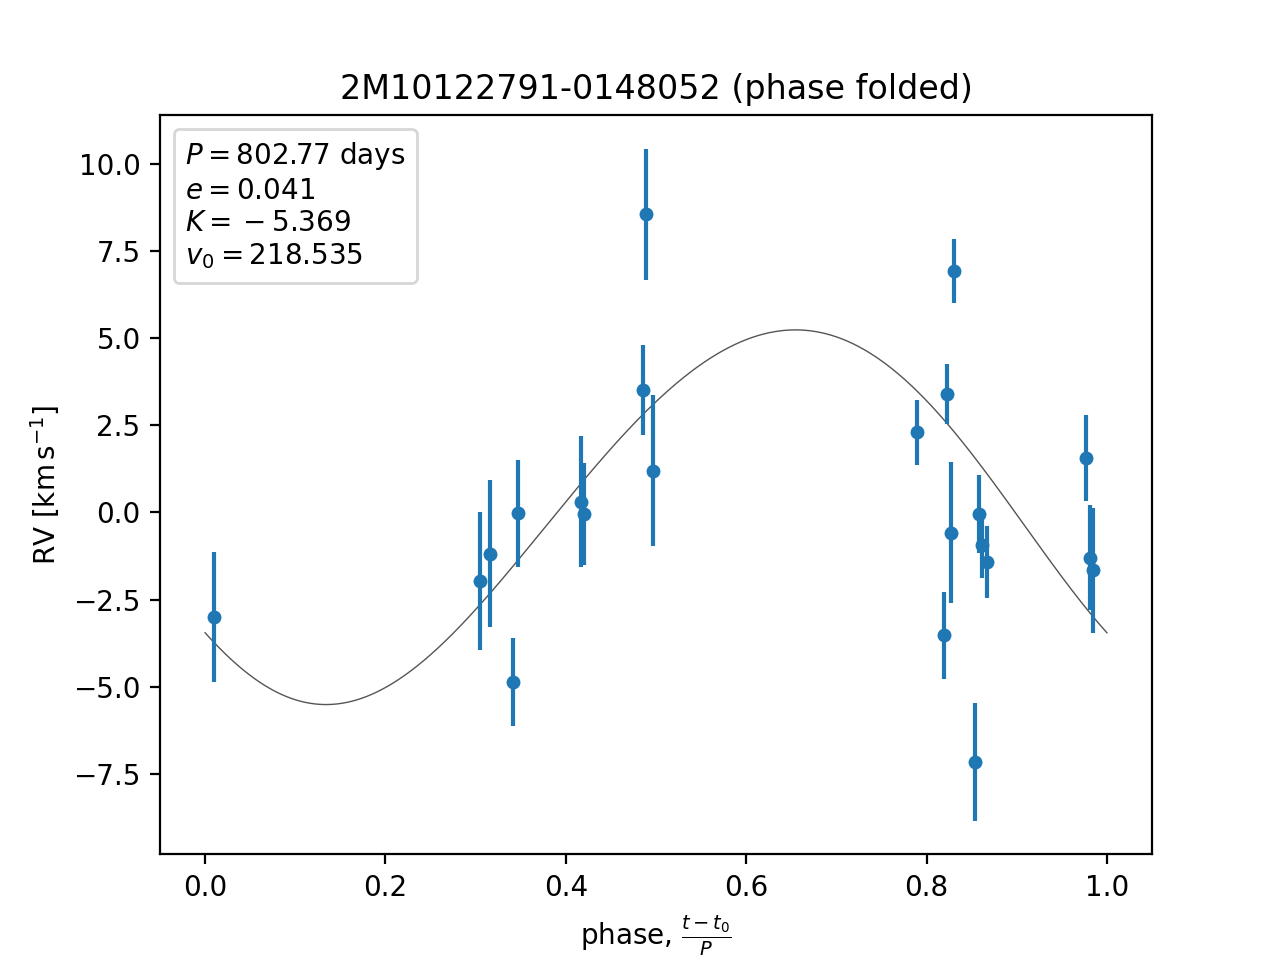 2M10122791-0148052 (phase folded)
P = 802.77 days
e = 0.041
K = −5.369
v₀ = 218.535
10.0
7.5
5.0
2.5
0.0
−2.5
−5.0
−7.5
RV [km s⁻¹]
0.0 0.2 0.4 0.6 0.8 1.0
phase, (t − t₀)/P